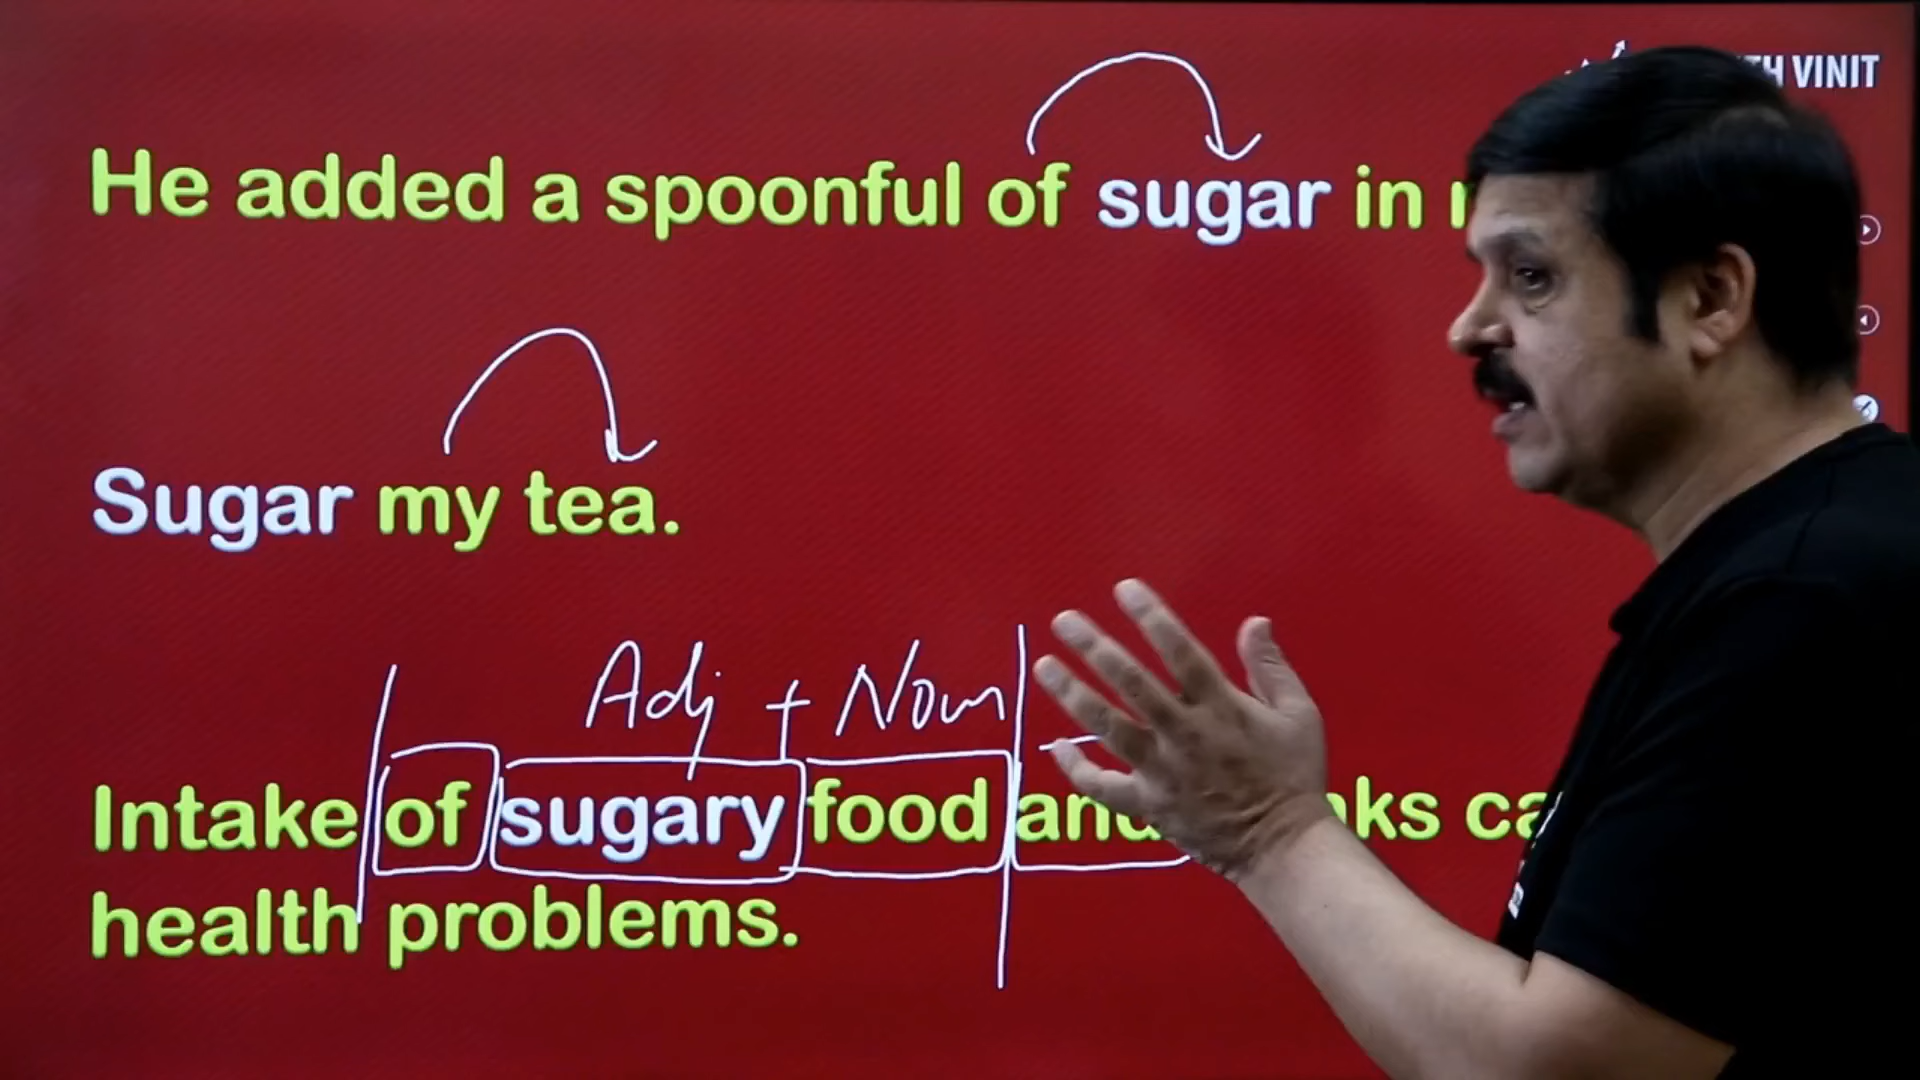 TH VINIT
He added a spoonful of sugar in
Sugar my tea.
Adj + Noun
Intake of sugary food and
health problems.